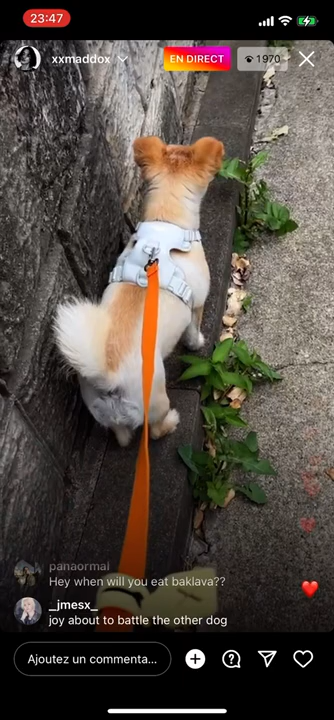 23:47
xxmaddox
EN DIRECT
1970
panaormal
Hey when will you eat baklava??
_jmesx_
joy about to battle the other dog
Ajoutez un commenta...